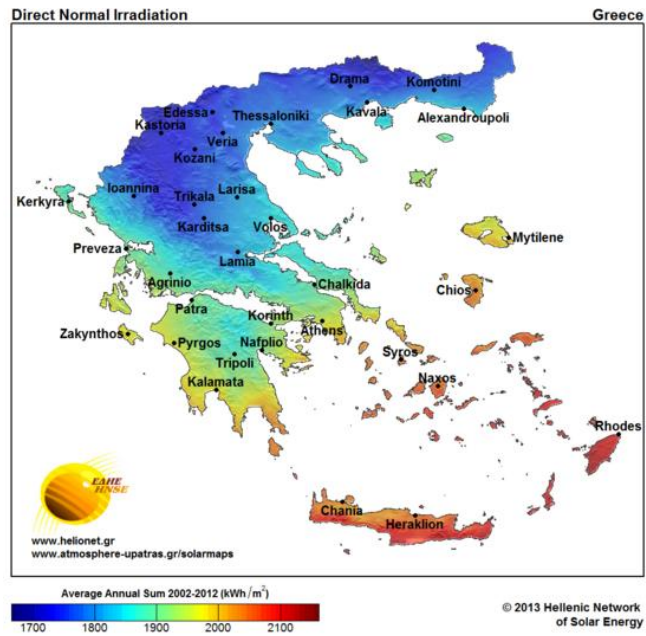 Direct Normal Irradiation Greece
Drama
Komotini
Edessa
Thessaloniki
Kavala
Alexandroupoli
Kastoria
Veria
Kozani
Ioannina
Trikala
Larisa
Kerkyra
Karditsa
Volos
Mytilene
Preveza
Lamia
Agrinio
Chalkida
Chios
Patra
Korinth
Zakynthos
Athens
Pyrgos
Nafplio
Syros
Tripoli
Kalamata
Naxos
Rhodes
ΕΔΗΕ
HNSE
Chania
Heraklion
www.helionet.gr
www.atmosphere-upatras.gr/solarmaps
Average Annual Sum 2002-2012 (kWh/m²)
1700 1800 1900 2000 2100
© 2013 Hellenic Network
of Solar Energy